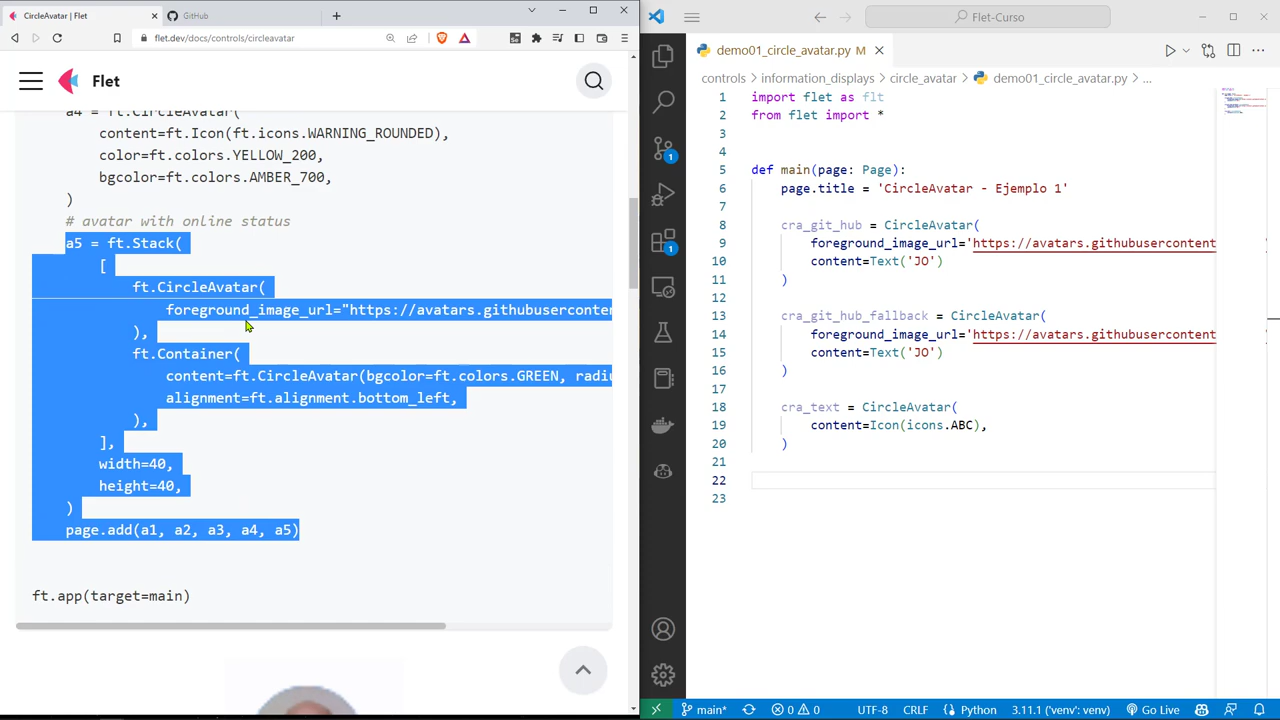 CircleAvatar | Flet
GitHub
flet.dev/docs/controls/circleavatar
Flet
a4 = ft.CircleAvatar(
content=ft.Icon(ft.icons.WARNING_ROUNDED),
color=ft.colors.YELLOW_200,
bgcolor=ft.colors.AMBER_700,
)
# avatar with online status
a5 = ft.Stack(
[
ft.CircleAvatar(
foreground_image_url="https://avatars.githubuserconten
),
ft.Container(
content=ft.CircleAvatar(bgcolor=ft.colors.GREEN, radiu
alignment=ft.alignment.bottom_left,
),
],
width=40,
height=40,
)
page.add(a1, a2, a3, a4, a5)
ft.app(target=main)
Flet-Curso
demo01_circle_avatar.py M
controls > information_displays > circle_avatar > demo01_circle_avatar.py > ...
1 import flet as flt
2 from flet import *
3
4
5 def main(page: Page):
6 page.title = 'CircleAvatar - Ejemplo 1'
7
8 cra_git_hub = CircleAvatar(
9 foreground_image_url='https://avatars.githubusercontent
10 content=Text('JO')
11 )
12
13 cra_git_hub_fallback = CircleAvatar(
14 foreground_image_url='https://avatars.githubusercontent
15 content=Text('JO')
16 )
17
18 cra_text = CircleAvatar(
19 content=Icon(icons.ABC),
20 )
21
22
23
1
1
main* 0 0 UTF-8 CRLF Python 3.11.1 ('venv': venv) Go Live